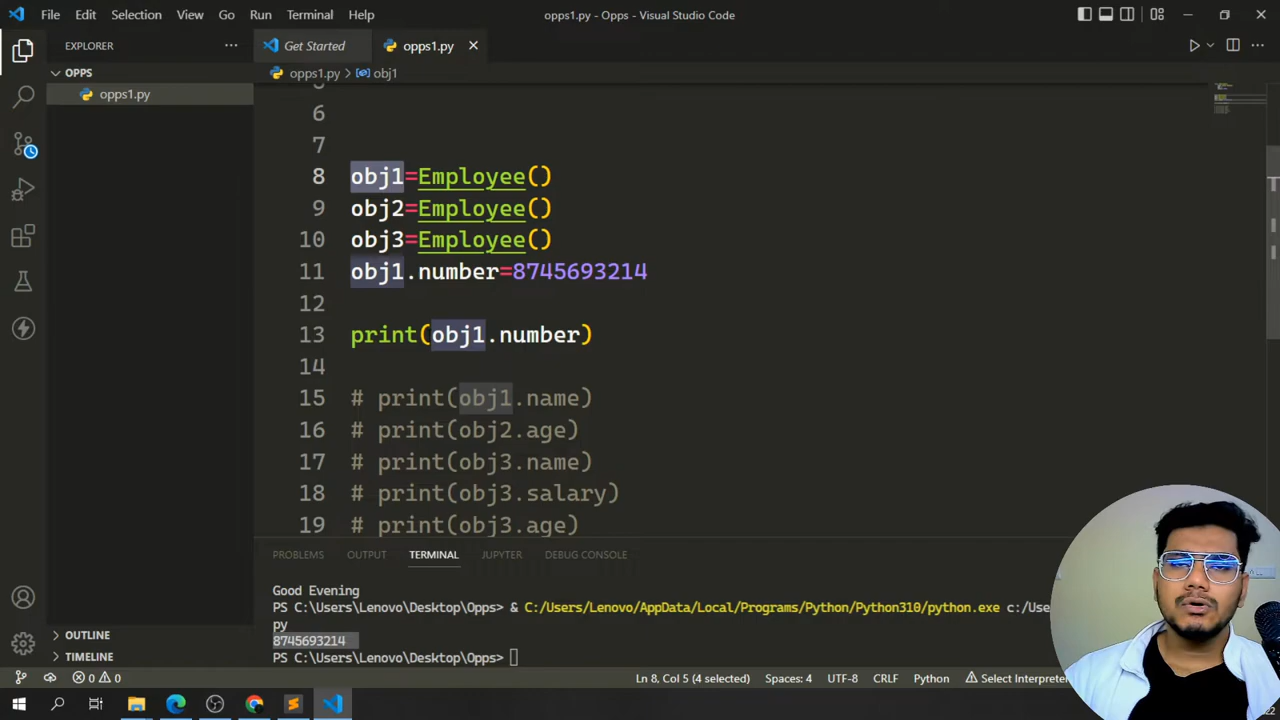 File Edit Selection View Go Run Terminal Help
opps1.py - Opps - Visual Studio Code
EXPLORER
Get Started
opps1.py
OPPS
opps1.py > obj1
opps1.py
6
7
8 obj1=Employee()
9 obj2=Employee()
10 obj3=Employee()
11 obj1.number=8745693214
12
13 print(obj1.number)
14
15 # print(obj1.name)
16 # print(obj2.age)
17 # print(obj3.name)
18 # print(obj3.salary)
19 # print(obj3.age)
PROBLEMS OUTPUT TERMINAL JUPYTER DEBUG CONSOLE
Good Evening
PS C:\Users\Lenovo\Desktop\Opps> & C:/Users/Lenovo/AppData/Local/Programs/Python/Python310/python.exe c:/Use
py
8745693214
PS C:\Users\Lenovo\Desktop\Opps>
OUTLINE
TIMELINE
0 0
Ln 8, Col 5 (4 selected) Spaces: 4 UTF-8 CRLF Python Select Interpreter